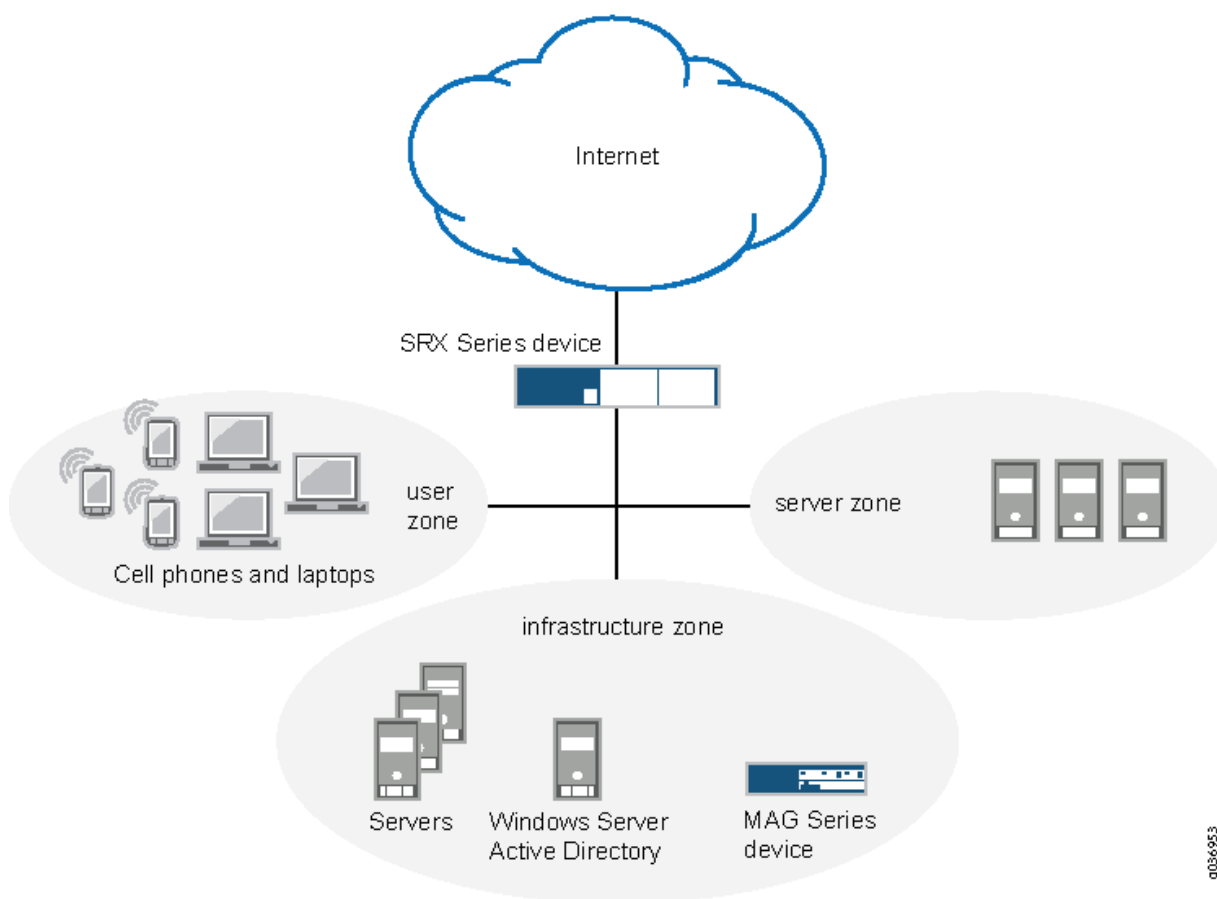 Internet
SRX Series device
user
zone
server zone
Cell phones and laptops
infrastructure zone
Servers
Windows Server
Active Directory
MAG Series
device
g036953